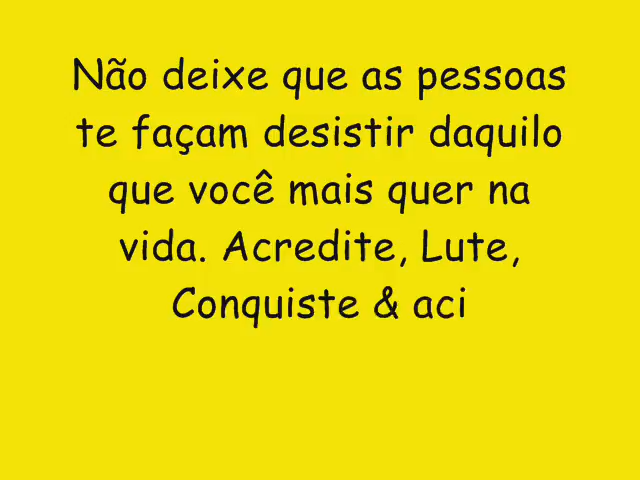 Não deixe que as pessoas
te façam desistir daquilo
que você mais quer na
vida. Acredite, Lute,
Conquiste & aci